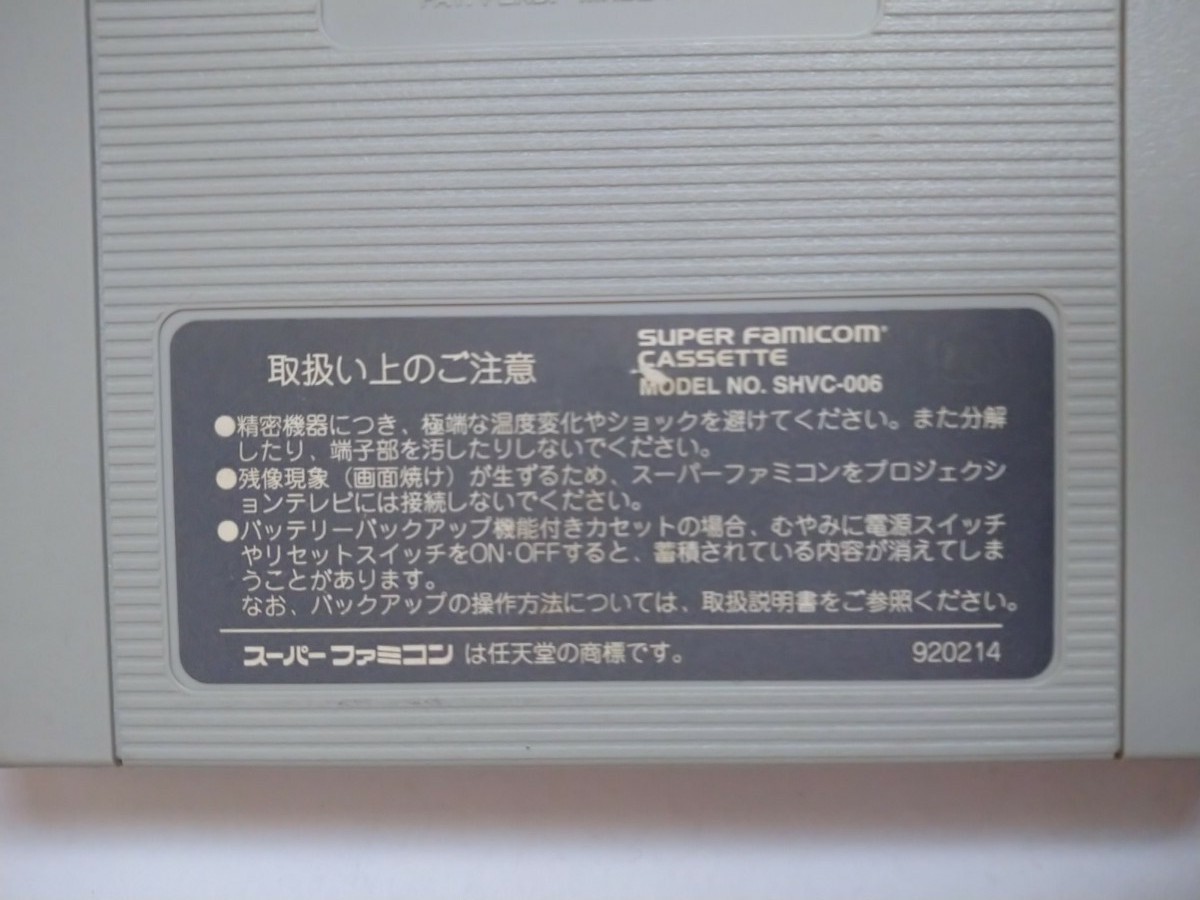 取扱い上のご注意
SUPER FAMICOM
CASSETTE
MODEL NO. SHVC-006
●精密機器につき、極端な温度変化やショックを避けてください。また分解
したり、端子部を汚したりしないでください。
●残像現象（画面焼け）が生ずるため、スーパーファミコンをプロジェクシ
ョンテレビには接続しないでください。
●バッテリーバックアップ機能付きカセットの場合、むやみに電源スイッチ
やリセットスイッチをON·OFFすると、蓄積されている内容が消えてしま
うことがあります。
なお、バックアップの操作方法については、取扱説明書をご参照ください。
スーパーファミコン は任天堂の商標です。
920214